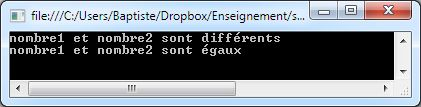 file:///C:/Users/Baptiste/Dropbox/Enseignement/s...
nombre1 et nombre2 sont différents
nombre1 et nombre2 sont égaux